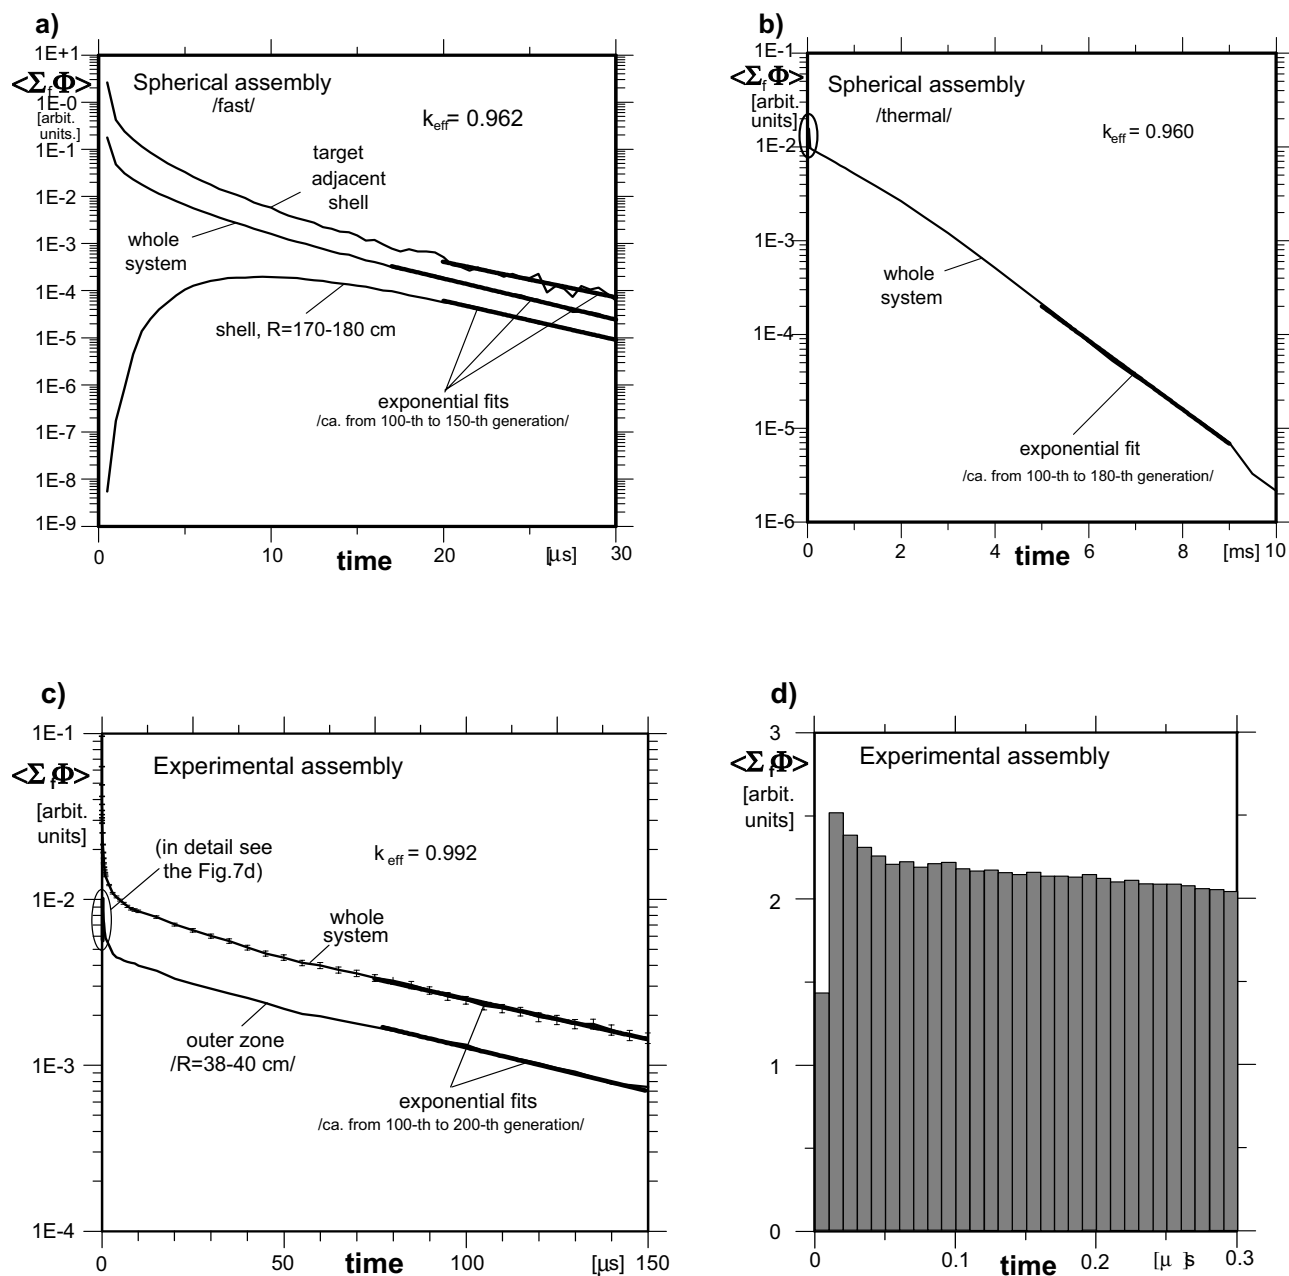 a)
1E+1
<ΣfΦ>
1E-0
[arbit.
units.]
1E-1
1E-2
1E-3
1E-4
1E-5
1E-6
1E-7
1E-8
1E-9
Spherical assembly
/fast/
keff= 0.962
target
adjacent
shell
whole
system
shell, R=170-180 cm
exponential fits
/ca. from 100-th to 150-th generation/
0
10
20
[μs]
30
time
b)
1E-1
<ΣfΦ>
[arbit.
units]
1E-2
1E-3
1E-4
1E-5
1E-6
Spherical assembly
/thermal/
keff = 0.960
whole
system
exponential fit
/ca. from 100-th to 180-th generation/
0
2
4
6
8
[ms]
10
time
c)
1E-1
<ΣfΦ>
[arbit.
units]
1E-2
1E-3
1E-4
Experimental assembly
(in detail see
the Fig.7d)
keff = 0.992
whole
system
outer zone
/R=38-40 cm/
exponential fits
/ca. from 100-th to 200-th generation/
0
50
100
[μs]
150
time
d)
3
<ΣfΦ>
[arbit.
units]
2
1
0
Experimental assembly
0
0.1
0.2
[μ ]s
0.3
time